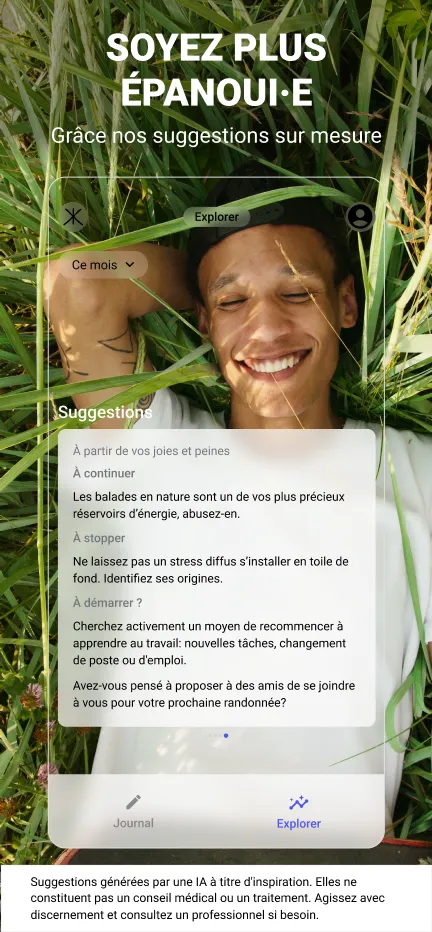 SOYEZ PLUS
ÉPANOUI·E
Grâce nos suggestions sur mesure
Explorer
Ce mois
Suggestions
À partir de vos joies et peines
À continuer
Les balades en nature sont un de vos plus précieux
réservoirs d'énergie, abusez-en.
À stopper
Ne laissez pas un stress diffus s'installer en toile de
fond. Identifiez ses origines.
À démarrer ?
Cherchez activement un moyen de recommencer à
apprendre au travail: nouvelles tâches, changement
de poste ou d'emploi.
Avez-vous pensé à proposer à des amis de se joindre
à vous pour votre prochaine randonnée?
Journal
Explorer
Suggestions générées par une IA à titre d'inspiration. Elles ne
constituent pas un conseil médical ou un traitement. Agissez avec
discernement et consultez un professionnel si besoin.